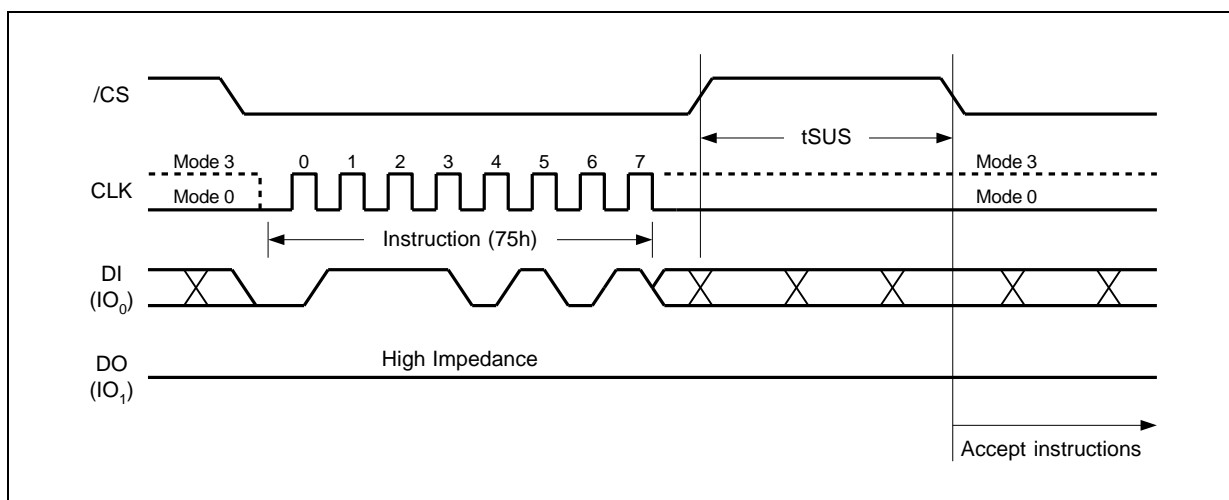 /CS
tSUS
Mode 3 0 1 2 3 4 5 6 7 Mode 3
CLK
Mode 0 Mode 0
Instruction (75h)
DI
(IO0)
High Impedance
DO
(IO1)
Accept instructions